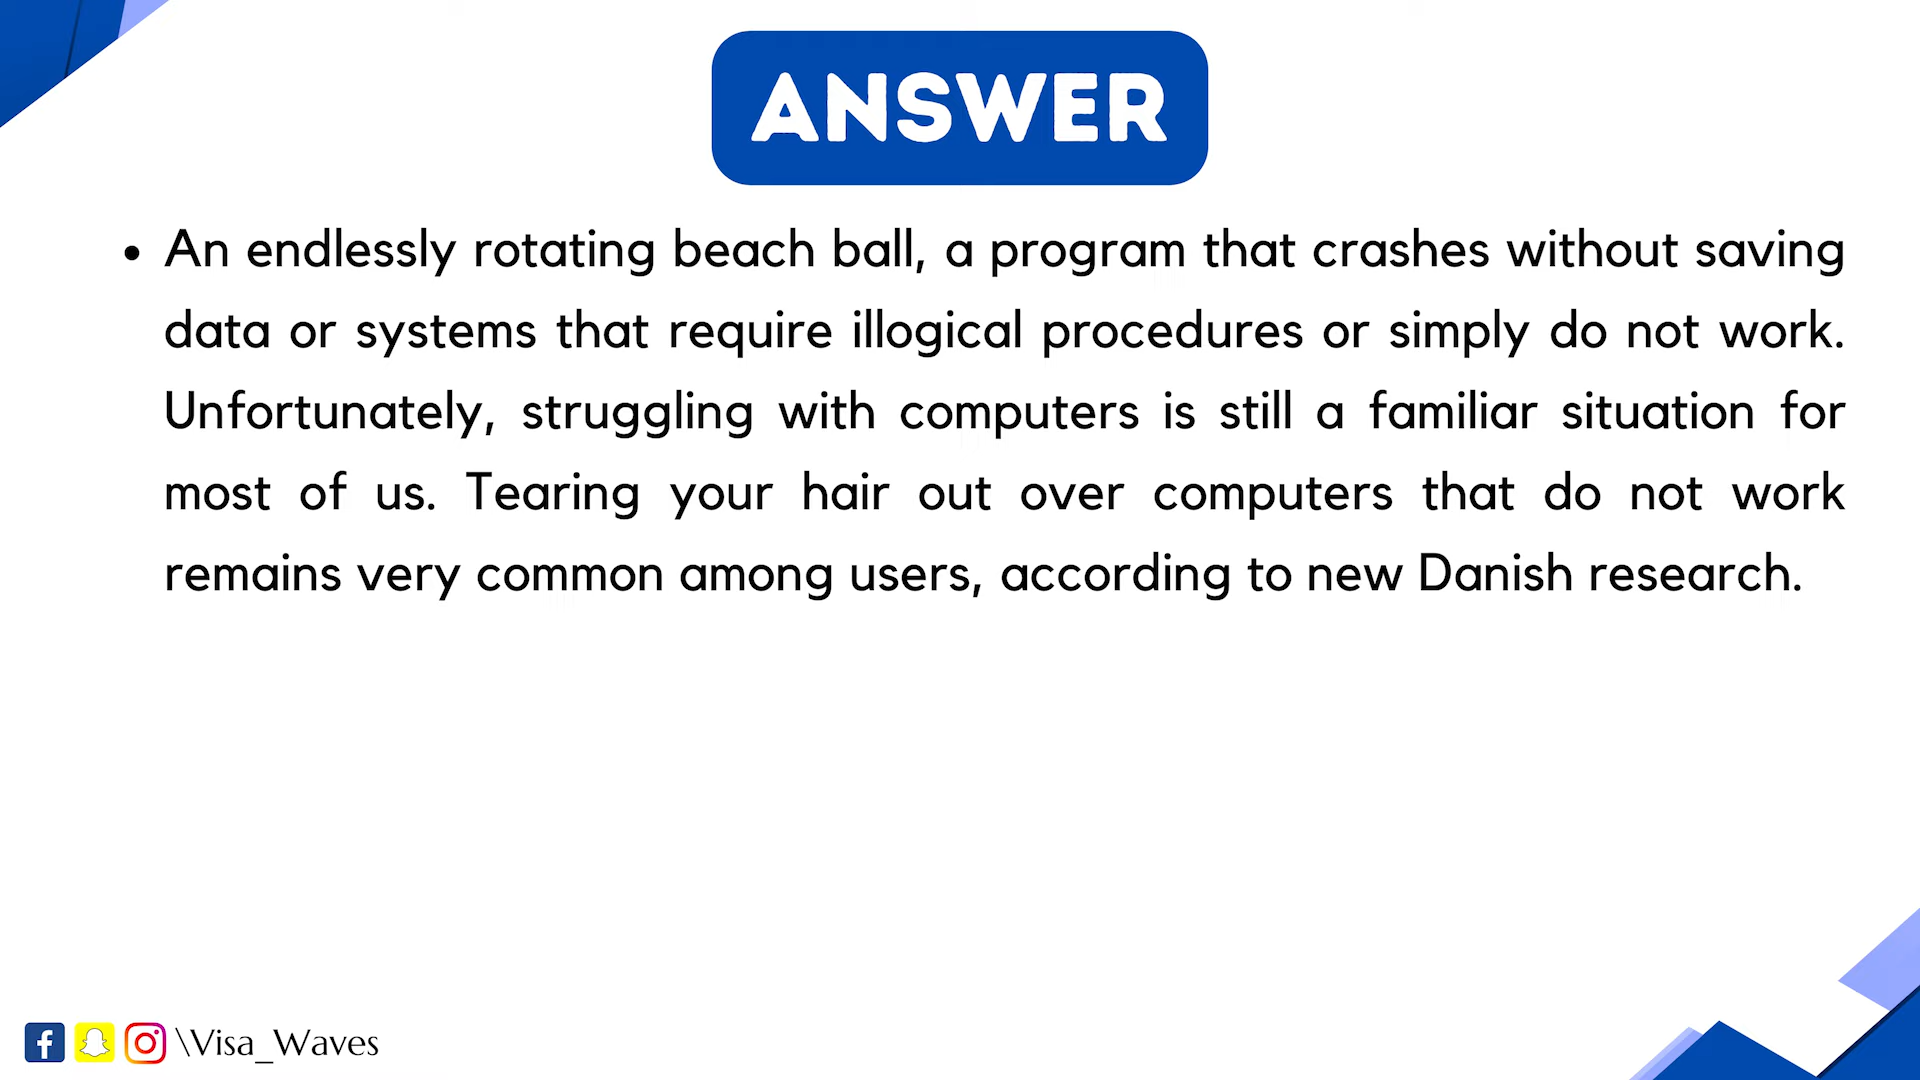 ANSWER
• An endlessly rotating beach ball, a program that crashes without saving
data or systems that require illogical procedures or simply do not work.
Unfortunately, struggling with computers is still a familiar situation for
most of us. Tearing your hair out over computers that do not work
remains very common among users, according to new Danish research.
\Visa_Waves